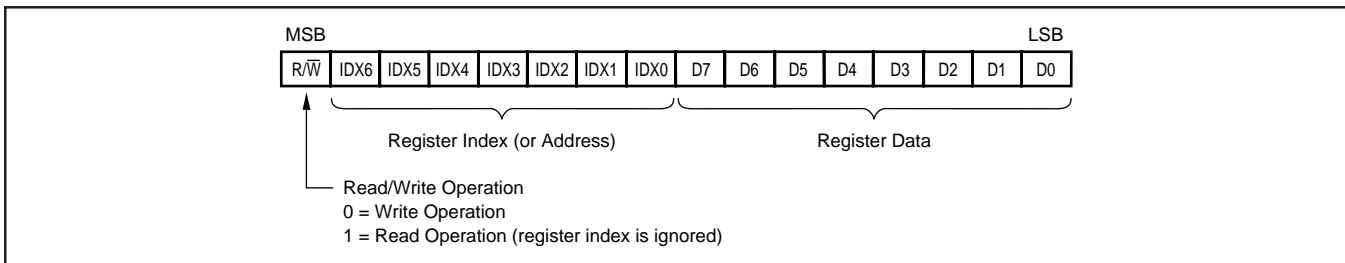 MSB LSB
R/W̅ IDX6 IDX5 IDX4 IDX3 IDX2 IDX1 IDX0 D7 D6 D5 D4 D3 D2 D1 D0
Register Index (or Address) Register Data
Read/Write Operation
0 = Write Operation
1 = Read Operation (register index is ignored)